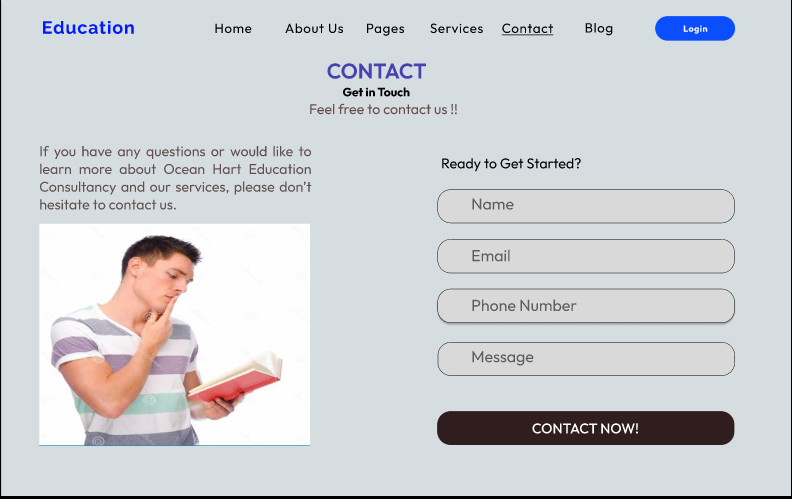 Education
Home About Us Pages Services Contact Blog Login
CONTACT
Get in Touch
Feel free to contact us !!
If you have any questions or would like to
learn more about Ocean Hart Education
Consultancy and our services, please don't
hesitate to contact us.
Ready to Get Started?
Name
Email
Phone Number
Message
CONTACT NOW!